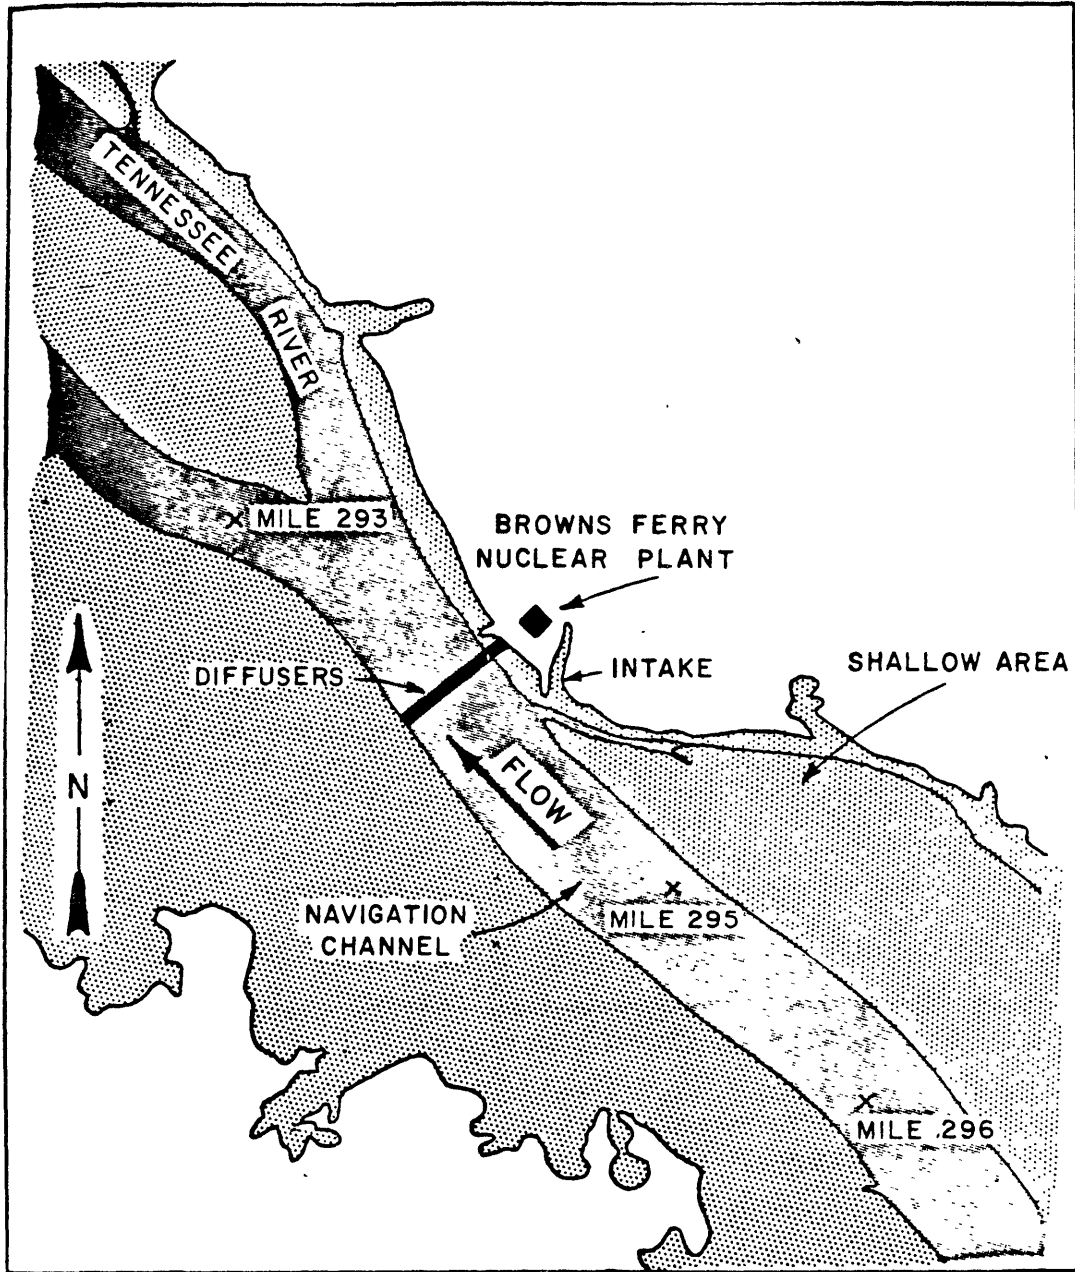 TENNESSEE
RIVER
MILE 293
BROWNS FERRY
NUCLEAR PLANT
DIFFUSERS
INTAKE
SHALLOW AREA
FLOW
N
NAVIGATION
CHANNEL
MILE 295
MILE 296